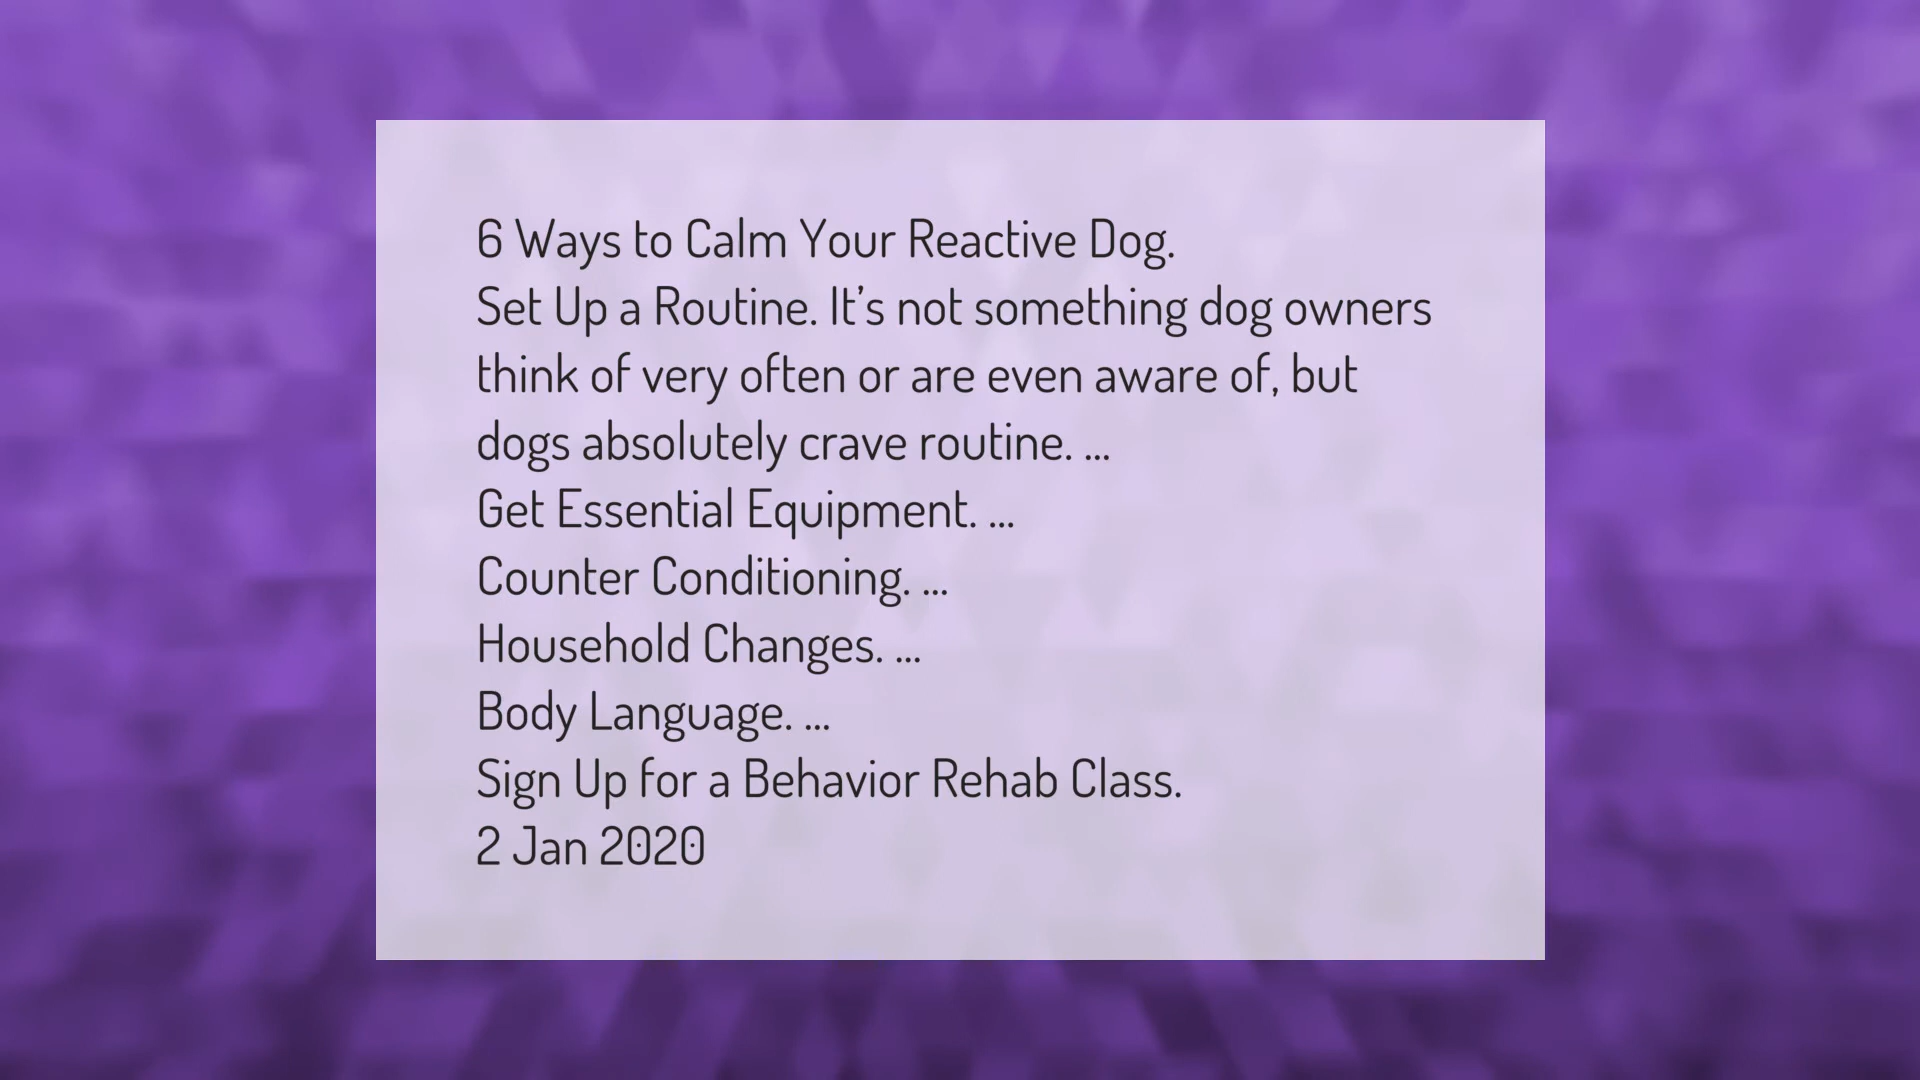 6 Ways to Calm Your Reactive Dog.
Set Up a Routine. It's not something dog owners
think of very often or are even aware of, but
dogs absolutely crave routine. ...
Get Essential Equipment. ...
Counter Conditioning. ...
Household Changes. ...
Body Language. ...
Sign Up for a Behavior Rehab Class.
2 Jan 2020